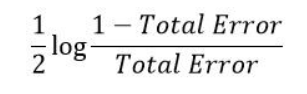 1/2 log (1 − Total Error)/(Total Error)